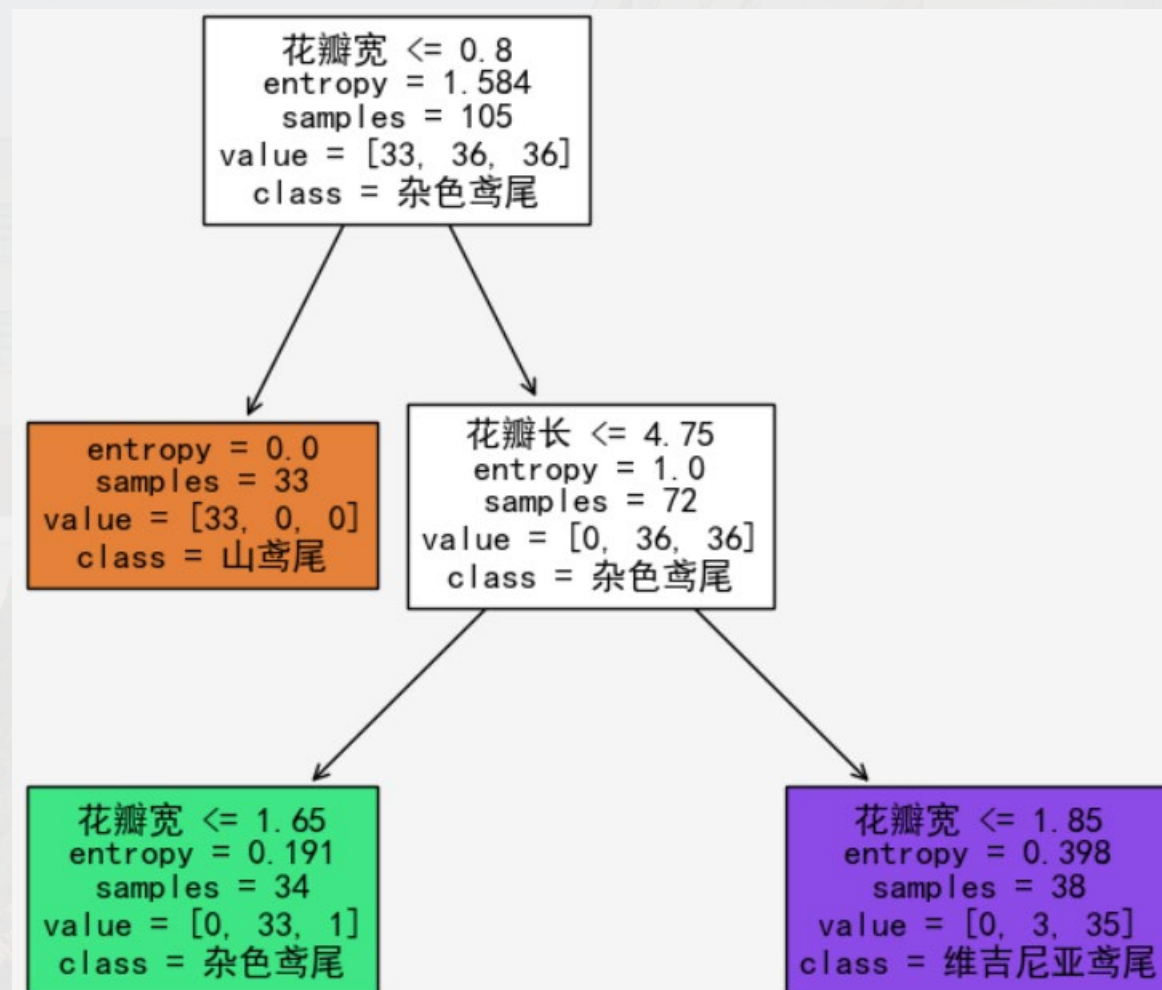 花瓣宽 <= 0.8
entropy = 1.584
samples = 105
value = [33, 36, 36]
class = 杂色鸢尾
entropy = 0.0
samples = 33
value = [33, 0, 0]
class = 山鸢尾
花瓣长 <= 4.75
entropy = 1.0
samples = 72
value = [0, 36, 36]
class = 杂色鸢尾
花瓣宽 <= 1.65
entropy = 0.191
samples = 34
value = [0, 33, 1]
class = 杂色鸢尾
花瓣宽 <= 1.85
entropy = 0.398
samples = 38
value = [0, 3, 35]
class = 维吉尼亚鸢尾